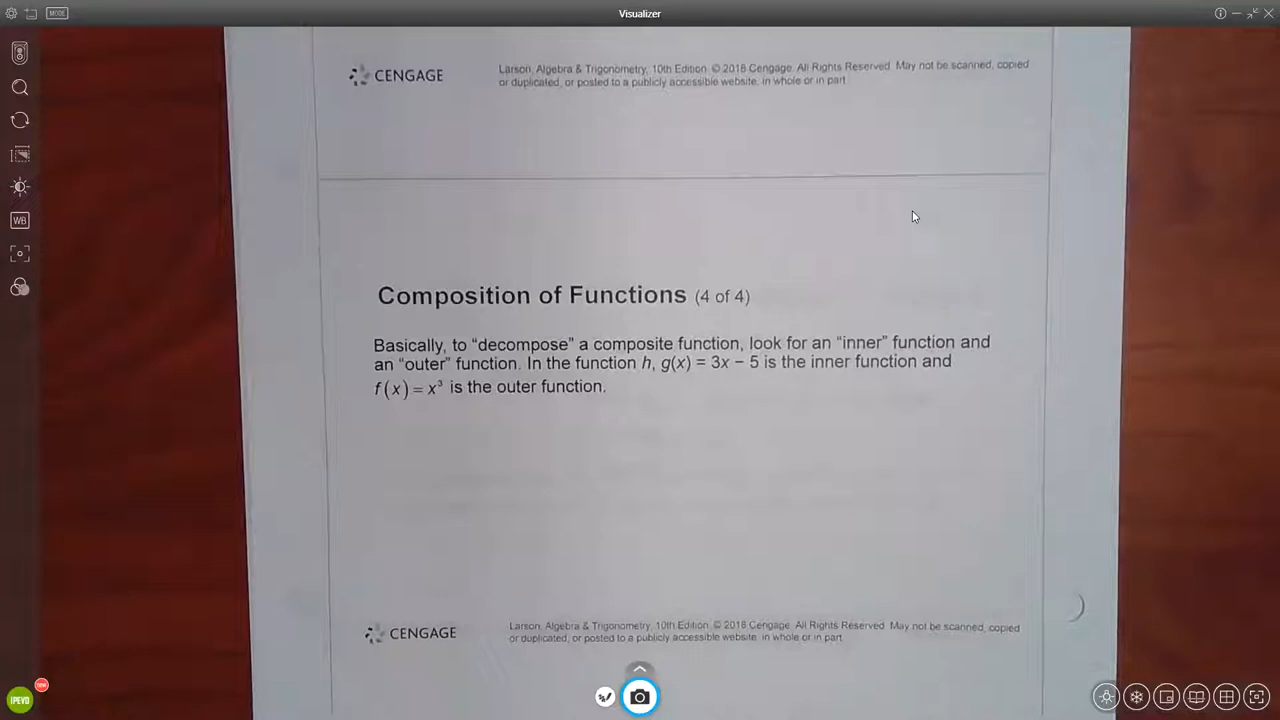 MODE
Visualizer
CENGAGE
Larson, Algebra & Trigonometry, 10th Edition. © 2018 Cengage. All Rights Reserved. May not be scanned, copied
or duplicated, or posted to a publicly accessible website, in whole or in part.
WB
Composition of Functions (4 of 4)
Basically, to “decompose” a composite function, look for an “inner” function and
an “outer” function. In the function h, g(x) = 3x − 5 is the inner function and
f(x) = x³ is the outer function.
CENGAGE
Larson, Algebra & Trigonometry, 10th Edition. © 2018 Cengage. All Rights Reserved. May not be scanned, copied
or duplicated, or posted to a publicly accessible website, in whole or in part.
new
IPEVO